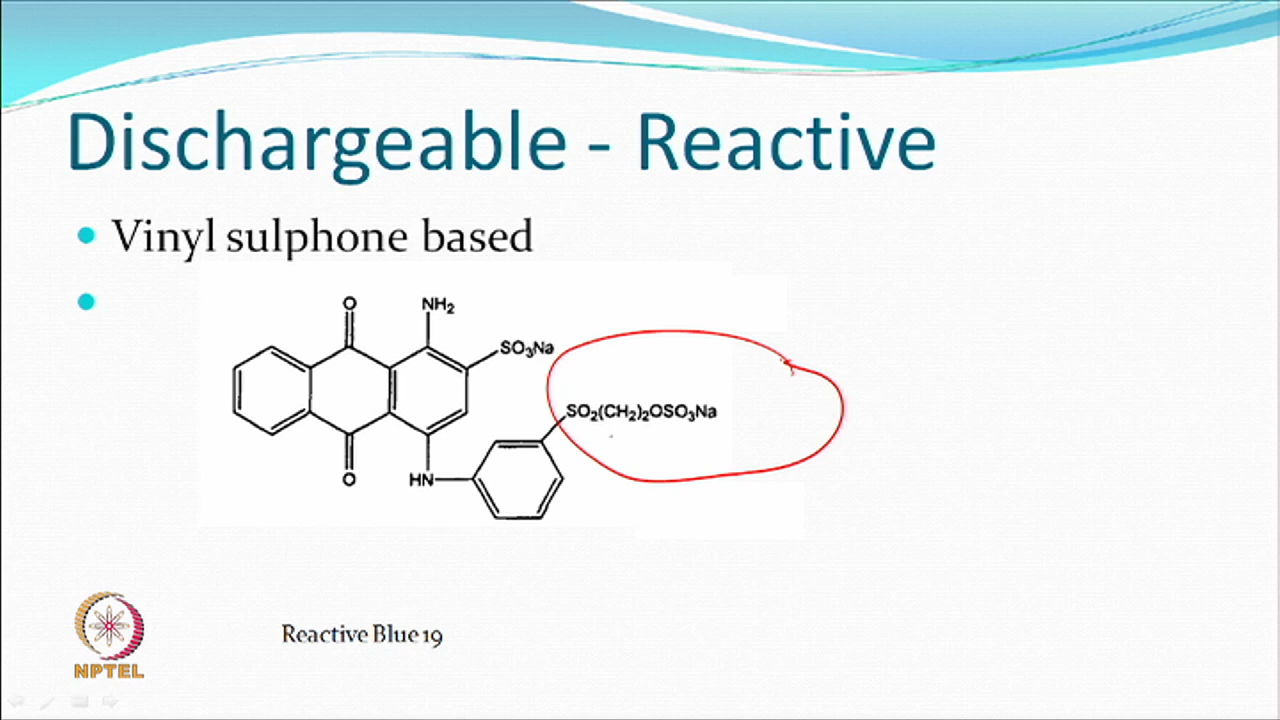 Dischargeable - Reactive
Vinyl sulphone based
O
NH₂
SO₃Na
SO₂(CH₂)₂OSO₃Na
O
HN
Reactive Blue 19
NPTEL